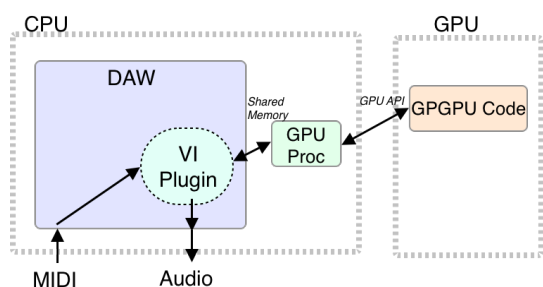 CPU
GPU
DAW
Shared
Memory
GPU API
GPGPU Code
GPU
Proc
VI
Plugin
MIDI
Audio